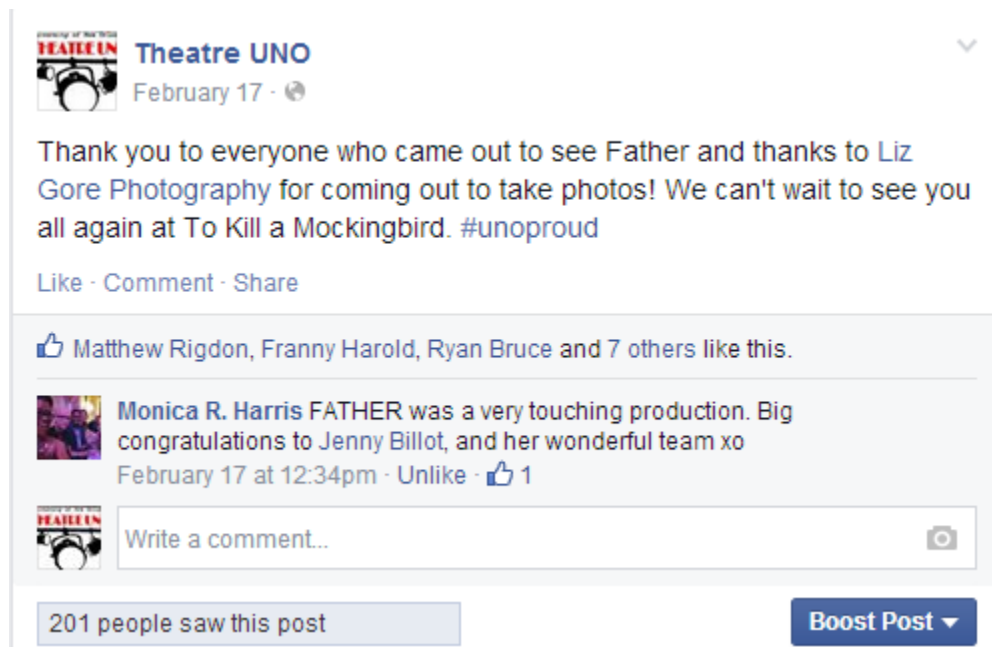 HEATRE UN
Theatre UNO
February 17 ·
Thank you to everyone who came out to see Father and thanks to Liz
Gore Photography for coming out to take photos! We can't wait to see you
all again at To Kill a Mockingbird. #unoproud
Like · Comment · Share
Matthew Rigdon, Franny Harold, Ryan Bruce and 7 others like this.
Monica R. Harris FATHER was a very touching production. Big
congratulations to Jenny Billot, and her wonderful team xo
February 17 at 12:34pm · Unlike · 1
HEATRE UN
Write a comment...
201 people saw this post
Boost Post